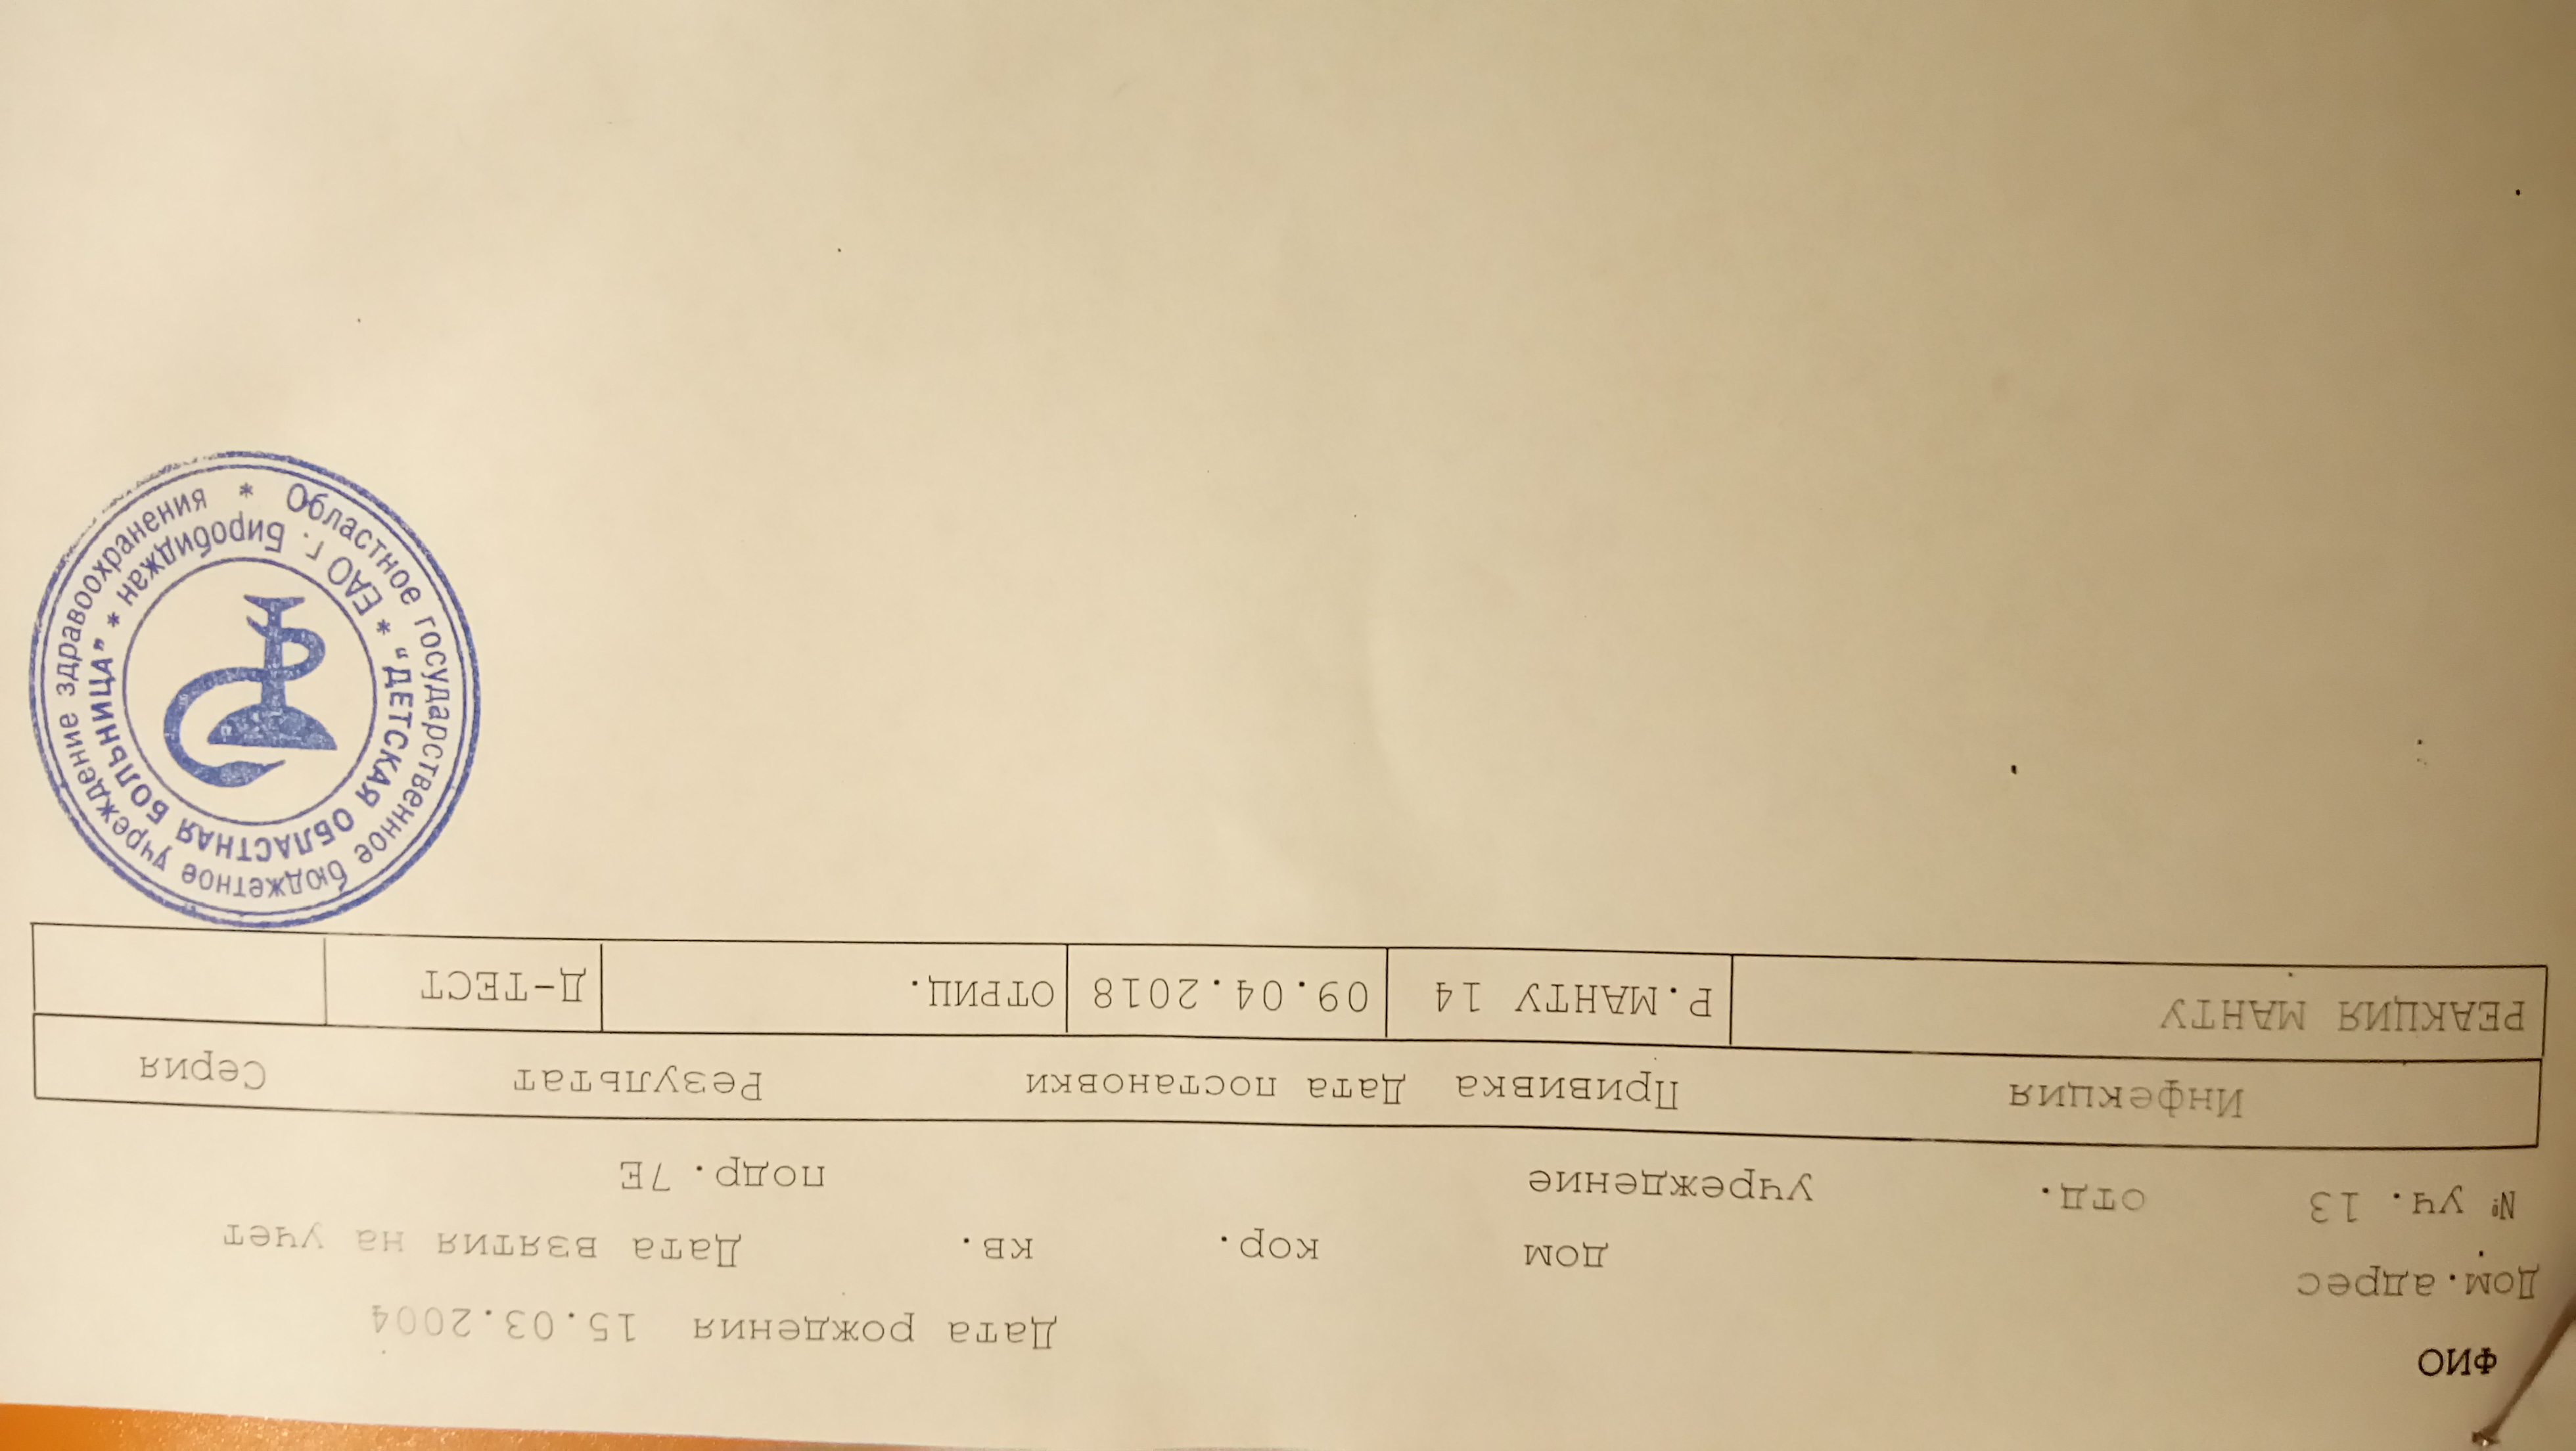 ФИО
Дата рождения 15.03.2004
Дом.адрес дом кор. кв. Дата взятия на учет
№ уч. 13 отд. учреждение подр. 7Е
Инфекция Прививка Дата постановки Результат Серия
РЕАКЦИЯ МАНТУ Р.МАНТУ 14 09.04.2018 ОТРИЦ. Д-ТЕСТ
Областное государственное бюджетное учреждение здравоохранения *
"ДЕТСКАЯ ОБЛАСТНАЯ БОЛЬНИЦА" * ЕАО г. Биробиджан *